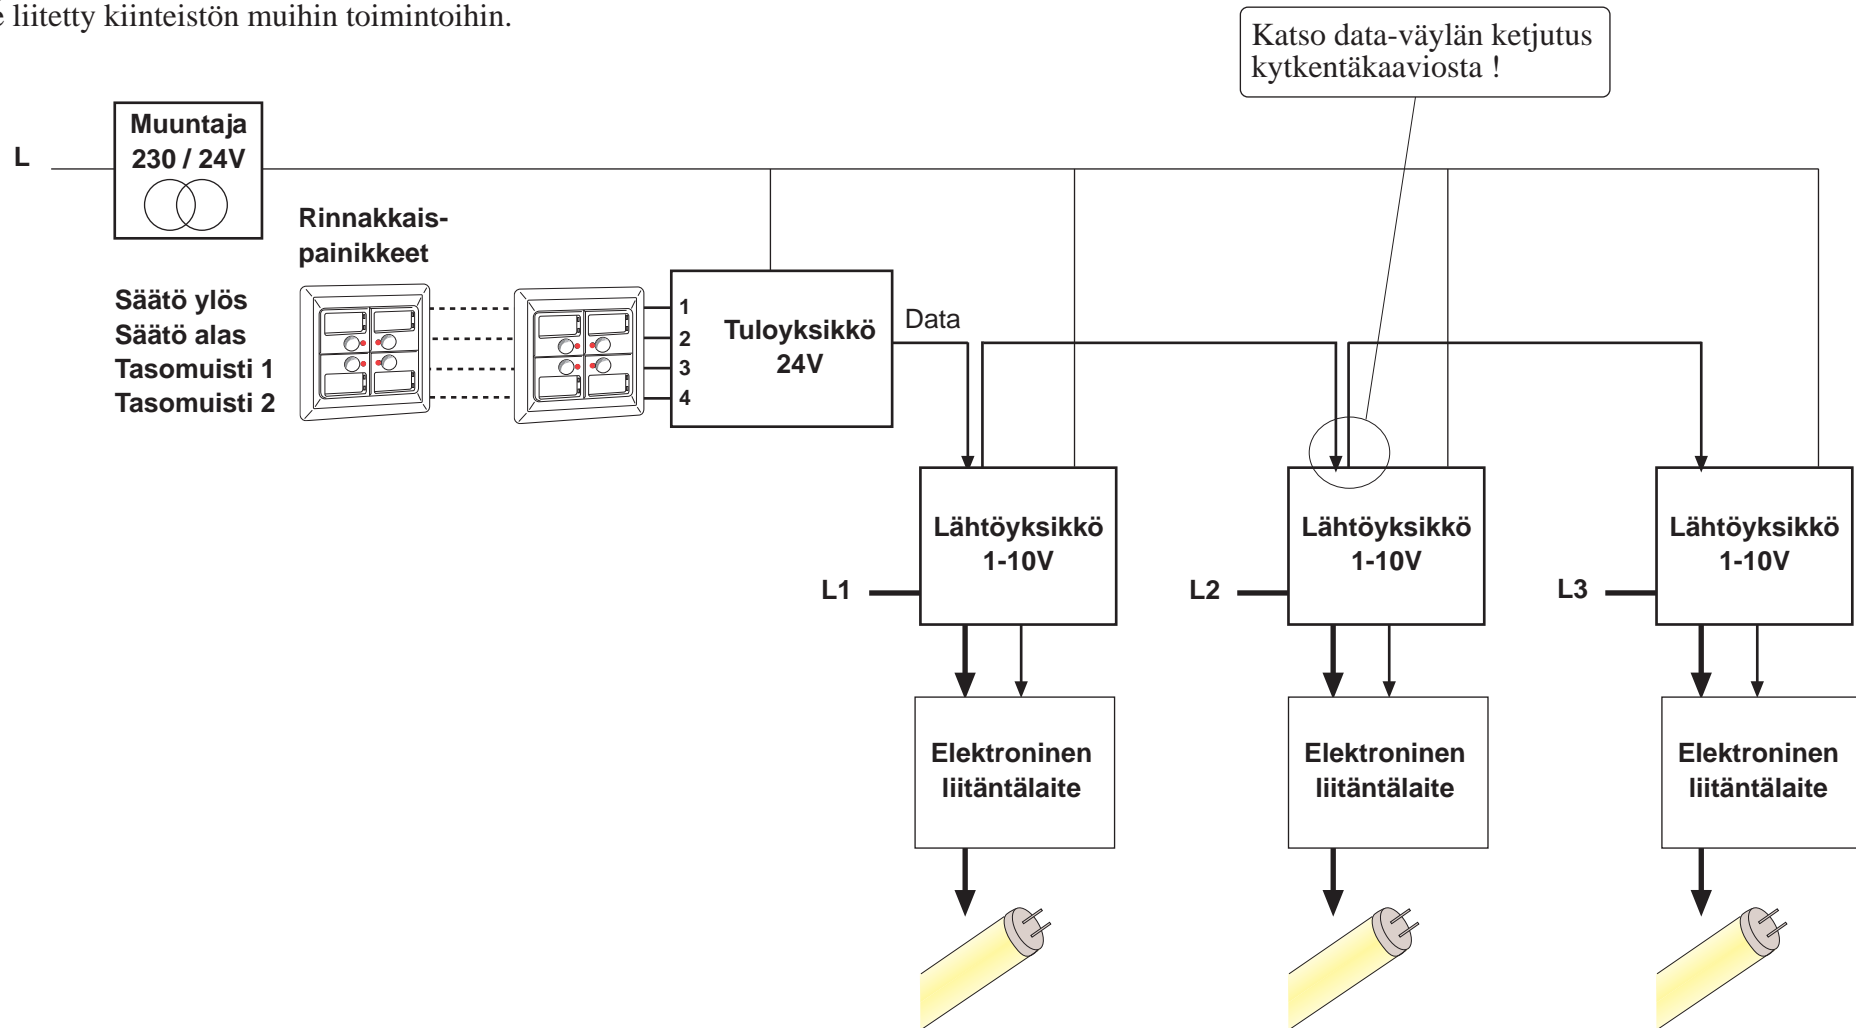 liitetty kiinteistön muihin toimintoihin.
Katso data-väylän ketjutus
kytkentäkaaviosta !
Muuntaja
230 / 24V
L
Rinnakkais-
painikkeet
Säätö ylös
Säätö alas
Tasomuisti 1
Tasomuisti 2
1
2
3
4
Tuloyksikkö
24V
Data
Lähtöyksikkö
1-10V
Lähtöyksikkö
1-10V
Lähtöyksikkö
1-10V
L1
L2
L3
Elektroninen
liitäntälaite
Elektroninen
liitäntälaite
Elektroninen
liitäntälaite